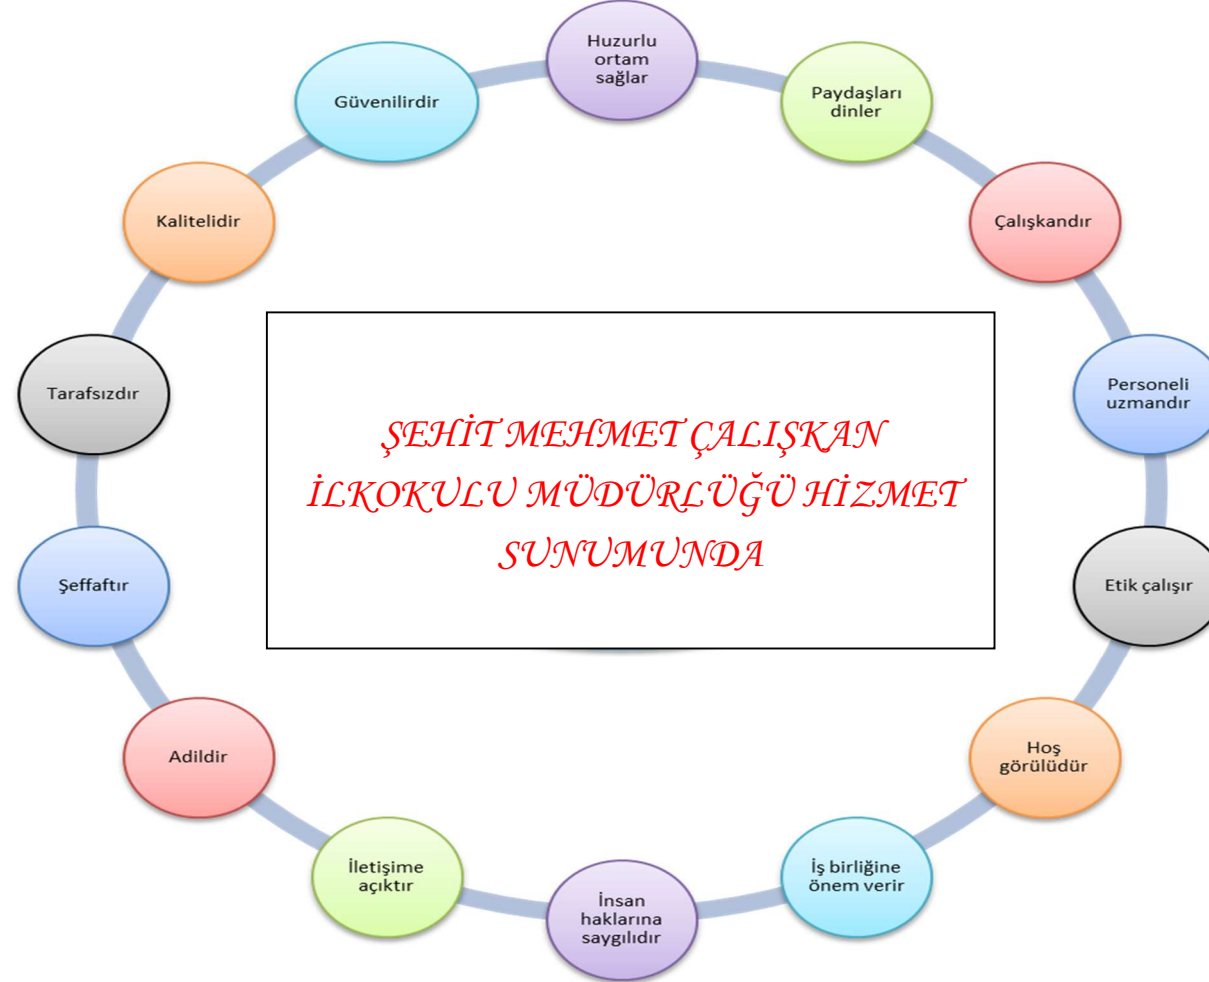 Huzurlu
ortam
sağlar
Paydaşları
dinler
Çalışkandır
Personeli
uzmandır
Etik çalışır
Hoş
görülüdür
İş birliğine
önem verir
İnsan
haklarına
saygılıdır
İletişime
açıktır
Adildir
Şeffaftır
Tarafsızdır
Kalitelidir
Güvenilirdir
ŞEHİT MEHMET ÇALIŞKAN
İLKOKULU MÜDÜRLÜĞÜ HİZMET
SUNUMUNDA